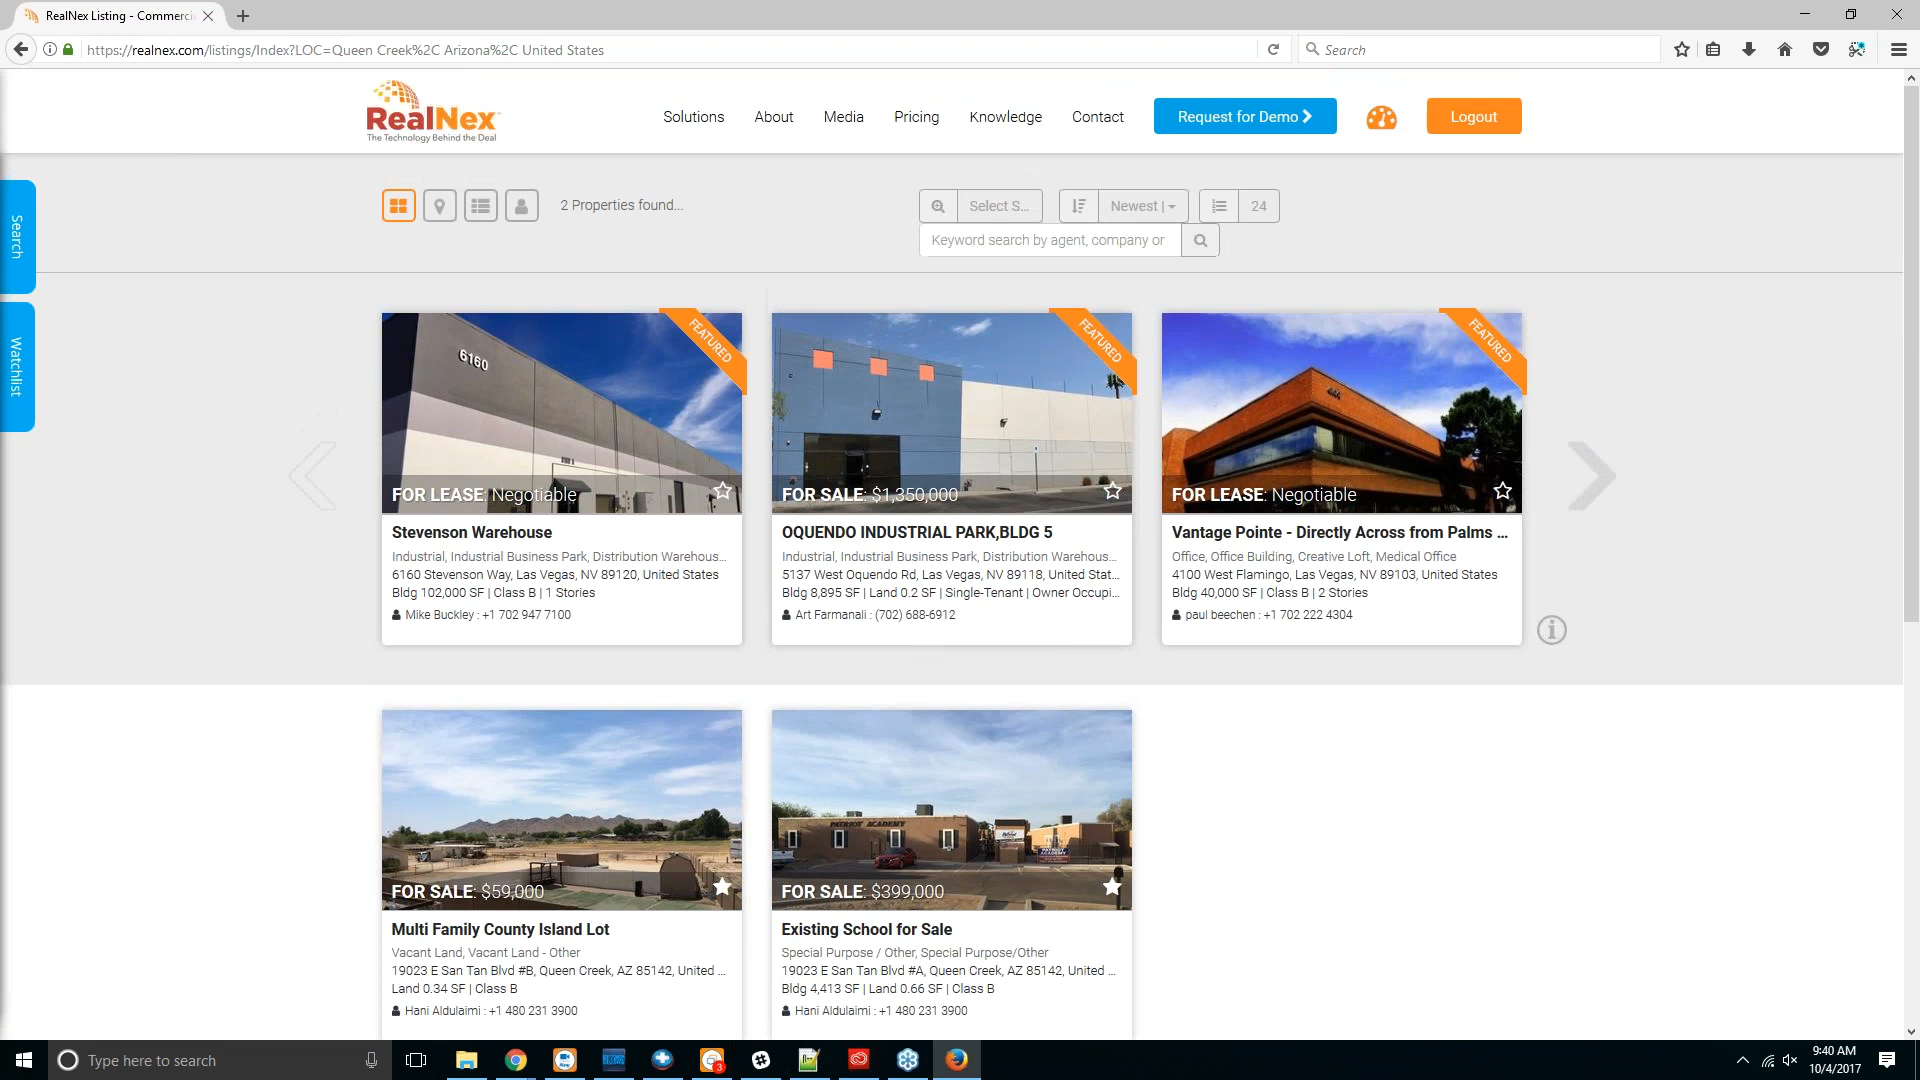 RealNex Listing - Commerci
https://realnex.com/listings/Index?LOC=Queen Creek%2C Arizona%2C United States
Search
RealNex
The Technology Behind the Deal
Solutions
About
Media
Pricing
Knowledge
Contact
Request for Demo
Logout
Search
Watchlist
2 Properties found...
Select S...
Newest |
24
Keyword search by agent, company or
FEATURED
6160
FOR LEASE: Negotiable
Stevenson Warehouse
Industrial, Industrial Business Park, Distribution Warehous...
6160 Stevenson Way, Las Vegas, NV 89120, United States
Bldg 102,000 SF | Class B | 1 Stories
Mike Buckley : +1 702 947 7100
FEATURED
FOR SALE: $1,350,000
OQUENDO INDUSTRIAL PARK,BLDG 5
Industrial, Industrial Business Park, Distribution Warehous...
5137 West Oquendo Rd, Las Vegas, NV 89118, United Stat...
Bldg 8,895 SF | Land 0.2 SF | Single-Tenant | Owner Occupi...
Art Farmanali : (702) 688-6912
FEATURED
FOR LEASE: Negotiable
Vantage Pointe - Directly Across from Palms ...
Office, Office Building, Creative Loft, Medical Office
4100 West Flamingo, Las Vegas, NV 89103, United States
Bldg 40,000 SF | Class B | 2 Stories
paul beechen : +1 702 222 4304
FOR SALE: $59,000
Multi Family County Island Lot
Vacant Land, Vacant Land - Other
19023 E San Tan Blvd #B, Queen Creek, AZ 85142, United ...
Land 0.34 SF | Class B
Hani Aldulaimi : +1 480 231 3900
PATRIOT ACADEMY
FOR SALE: $399,000
Existing School for Sale
Special Purpose / Other, Special Purpose/Other
19023 E San Tan Blvd #A, Queen Creek, AZ 85142, United ...
Bldg 4,413 SF | Land 0.66 SF | Class B
Hani Aldulaimi : +1 480 231 3900
Type here to search
3
9:40 AM
10/4/2017